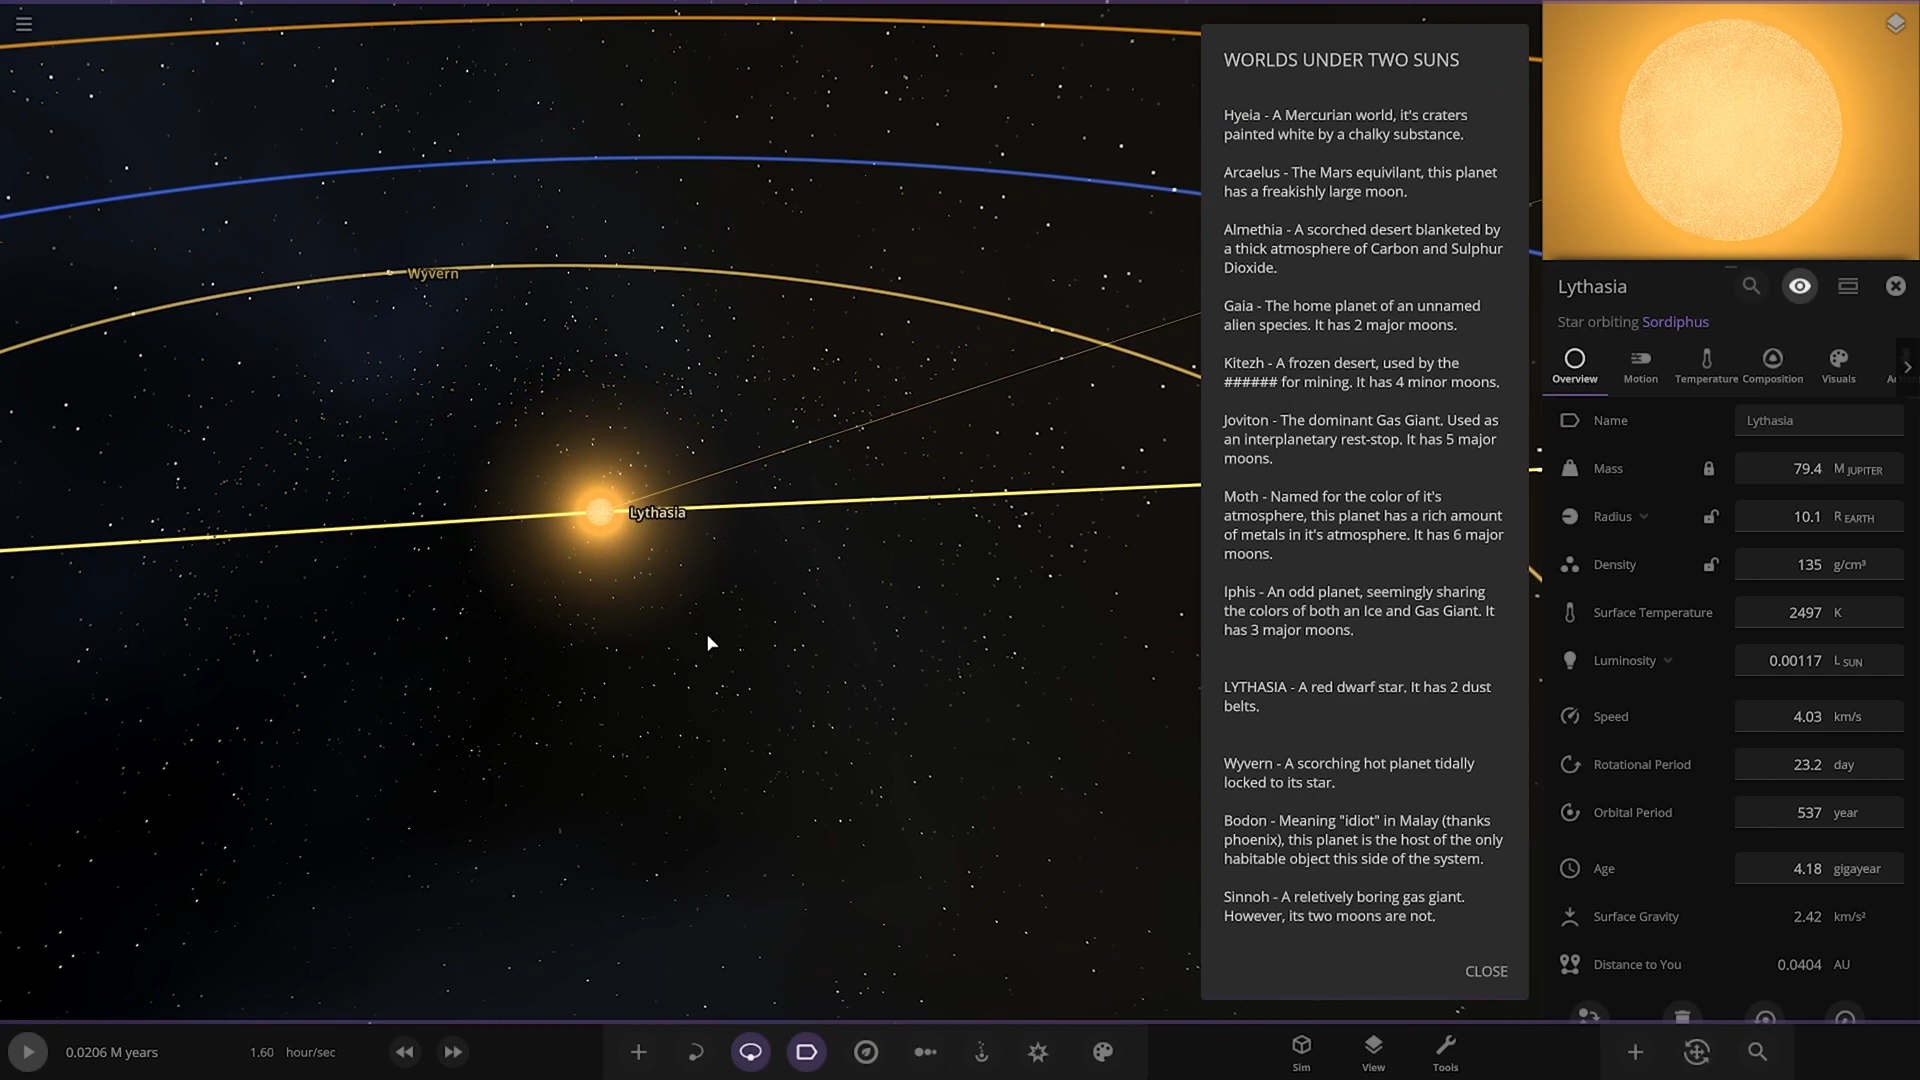 Wyvern
Lythasia
WORLDS UNDER TWO SUNS
Hyeia - A Mercurian world, it's craters
painted white by a chalky substance.
Arcaelus - The Mars equivilant, this planet
has a freakishly large moon.
Almethia - A scorched desert blanketed by
a thick atmosphere of Carbon and Sulphur
Dioxide.
Gaia - The home planet of an unnamed
alien species. It has 2 major moons.
Kitezh - A frozen desert, used by the
###### for mining. It has 4 minor moons.
Joviton - The dominant Gas Giant. Used as
an interplanetary rest-stop. It has 5 major
moons.
Moth - Named for the color of it's
atmosphere, this planet has a rich amount
of metals in it's atmosphere. It has 6 major
moons.
Iphis - An odd planet, seemingly sharing
the colors of both an Ice and Gas Giant. It
has 3 major moons.
LYTHASIA - A red dwarf star. It has 2 dust
belts.
Wyvern - A scorching hot planet tidally
locked to its star.
Bodon - Meaning "idiot" in Malay (thanks
phoenix), this planet is the host of the only
habitable object this side of the system.
Sinnoh - A reletively boring gas giant.
However, its two moons are not.
CLOSE
Lythasia
Star orbiting Sordiphus
Overview Motion Temperature Composition Visuals
Name Lythasia
Mass 79.4 M JUPITER
Radius 10.1 R EARTH
Density 135 g/cm³
Surface Temperature 2497 K
Luminosity 0.00117 L SUN
Speed 4.03 km/s
Rotational Period 23.2 day
Orbital Period 537 year
Age 4.18 gigayear
Surface Gravity 2.42 km/s²
Distance to You 0.0404 AU
0.0206 M years 1.60 hour/sec
Sim View Tools